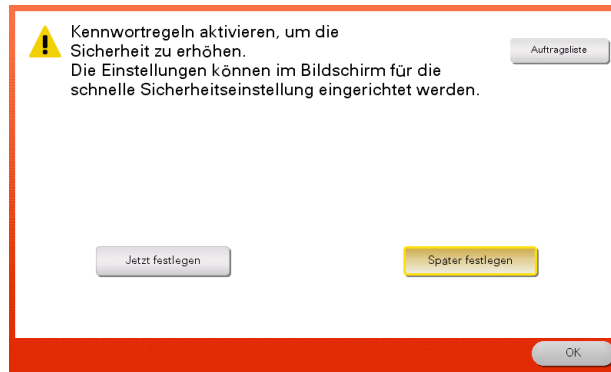 Kennwortregeln aktivieren, um die
Sicherheit zu erhöhen.
Auftragsliste
Die Einstellungen können im Bildschirm für die
schnelle Sicherheitseinstellung eingerichtet werden.
Jetzt festlegen
Später festlegen
OK